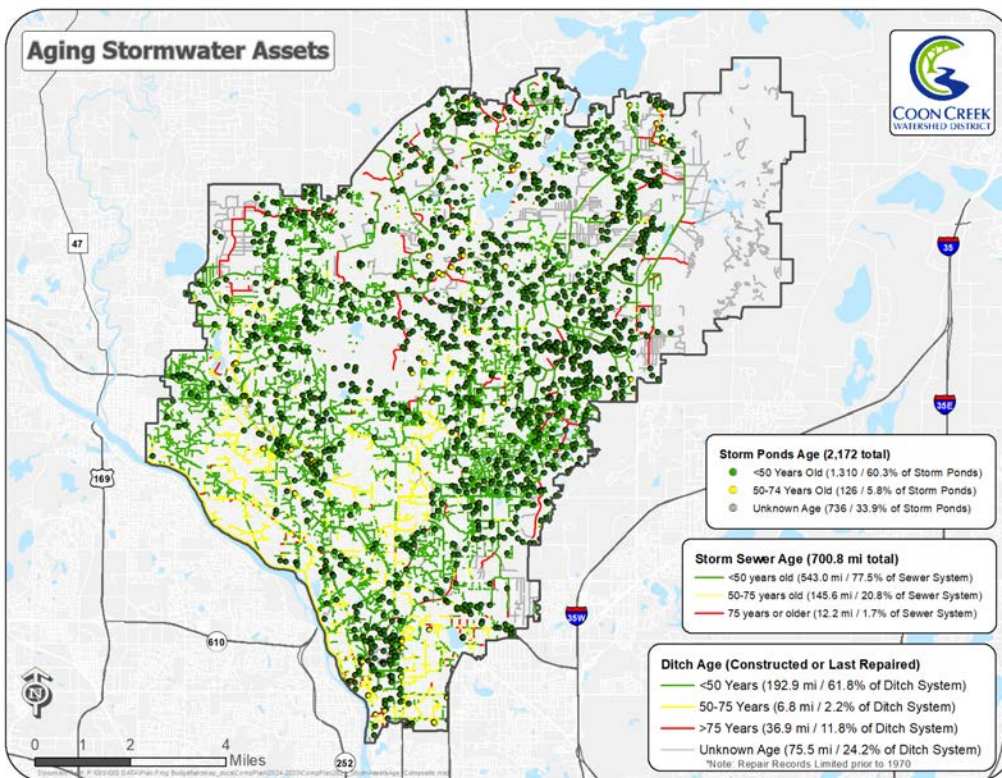 Aging Stormwater Assets
COON CREEK
WATERSHED DISTRICT
47
35
35E
169
Storm Ponds Age (2,172 total)
<50 Years Old (1,310 / 60.3% of Storm Ponds)
50-74 Years Old (126 / 5.8% of Storm Ponds)
Unknown Age (736 / 33.9% of Storm Ponds)
Storm Sewer Age (700.8 mi total)
<50 years old (543.0 mi / 77.5% of Sewer System)
50-75 years old (145.6 mi / 20.8% of Sewer System)
75 years or older (12.2 mi / 1.7% of Sewer System)
35W
610
Ditch Age (Constructed or Last Repaired)
<50 Years (192.9 mi / 61.8% of Ditch System)
50-75 Years (6.8 mi / 2.2% of Ditch System)
>75 Years (36.9 mi / 11.8% of Ditch System)
Unknown Age (75.5 mi / 24.2% of Ditch System)
*Note: Repair Records Limited prior to 1970
N
0 1 2 4
Miles
252